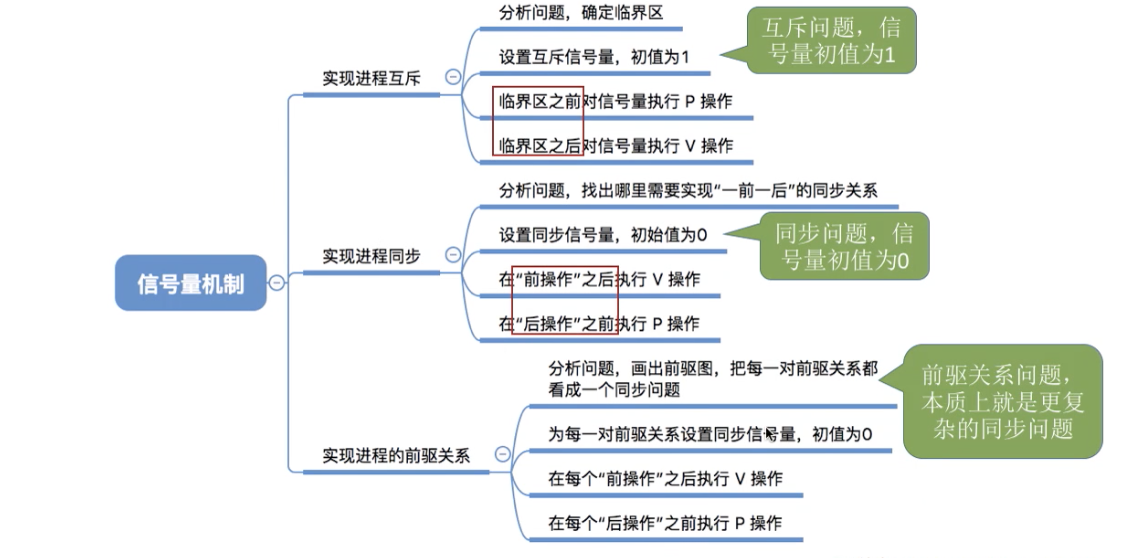 分析问题，确定临界区
互斥问题，信
号量初值为1
设置互斥信号量，初值为1
实现进程互斥
临界区之前对信号量执行 P 操作
临界区之后对信号量执行 V 操作
分析问题，找出哪里需要实现“一前一后”的同步关系
同步问题，信
号量初值为0
设置同步信号量，初始值为0
实现进程同步
在“前操作”之后执行 V 操作
信号量机制
在“后操作”之前执行 P 操作
分析问题，画出前驱图，把每一对前驱关系都
看成一个同步问题
前驱关系问题，
本质上就是更复
杂的同步问题
为每一对前驱关系设置同步信号量，初值为0
实现进程的前驱关系
在每个“前操作”之后执行 V 操作
在每个“后操作”之前执行 P 操作